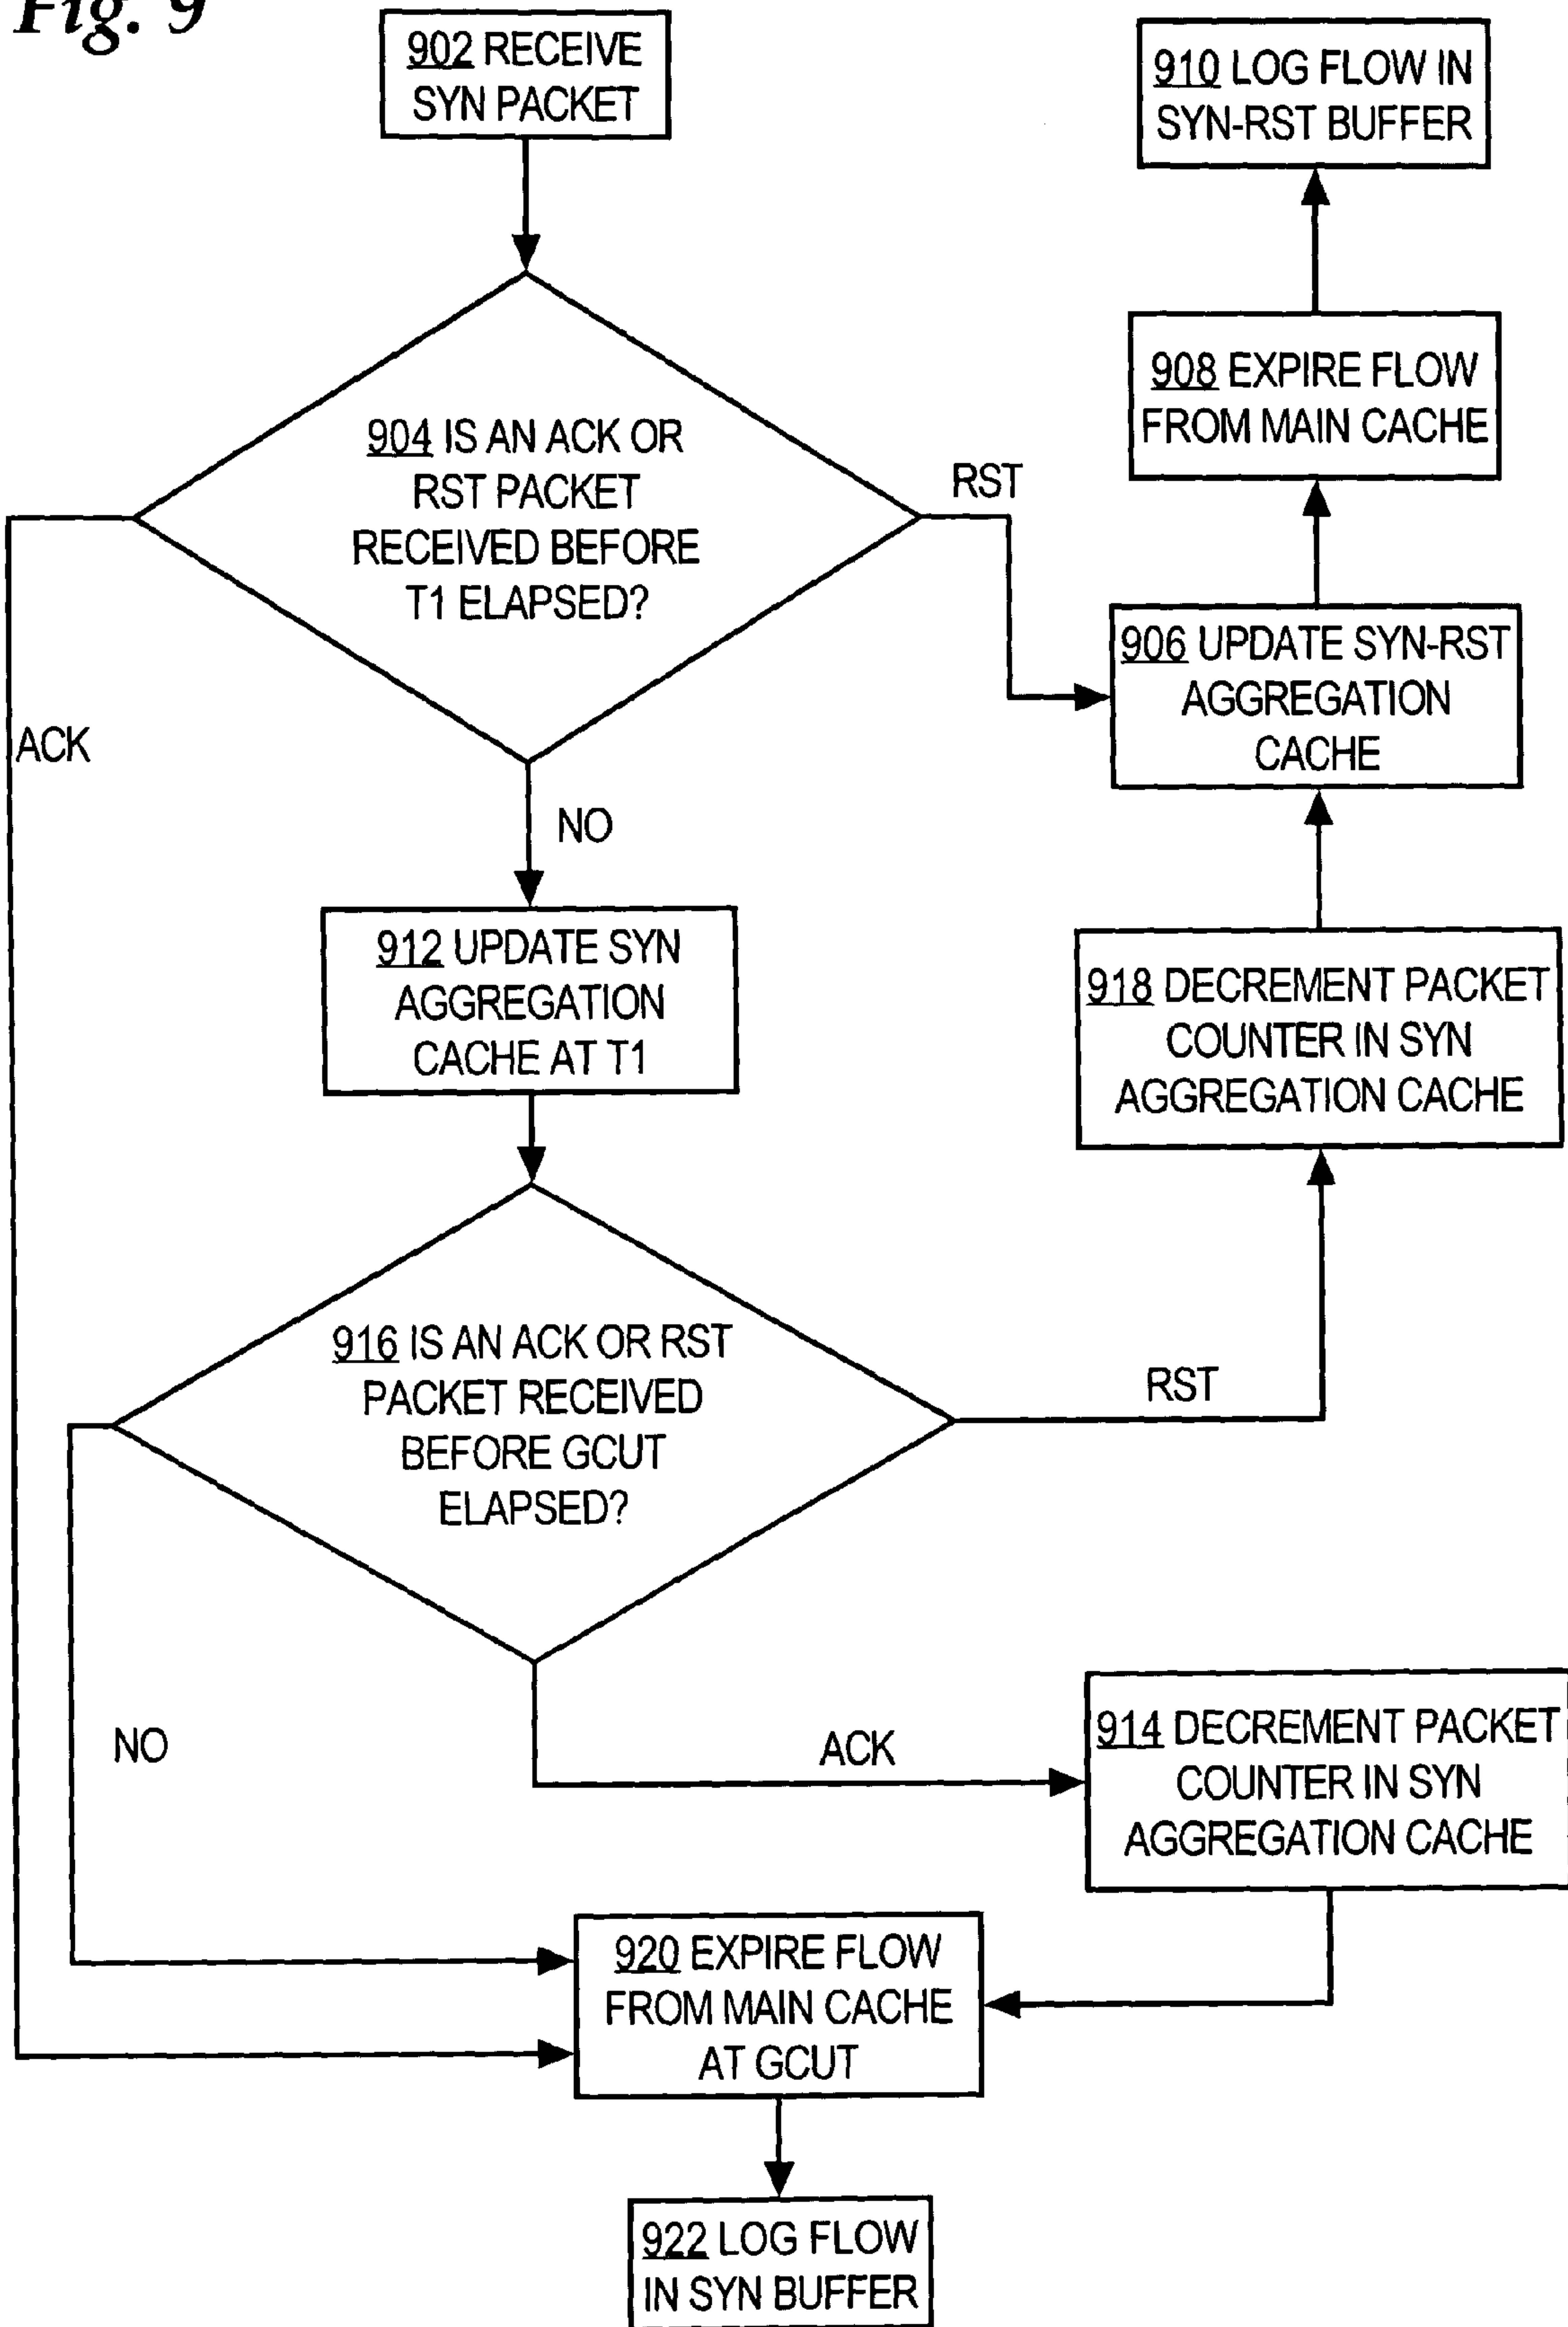 Fig. 9
902 RECEIVE
SYN PACKET
910 LOG FLOW IN
SYN-RST BUFFER
908 EXPIRE FLOW
FROM MAIN CACHE
904 IS AN ACK OR
RST PACKET
RECEIVED BEFORE
T1 ELAPSED?
RST
906 UPDATE SYN-RST
AGGREGATION
CACHE
ACK
NO
912 UPDATE SYN
AGGREGATION
CACHE AT T1
918 DECREMENT PACKET
COUNTER IN SYN
AGGREGATION CACHE
916 IS AN ACK OR RST
PACKET RECEIVED
BEFORE GCUT
ELAPSED?
RST
NO
ACK
914 DECREMENT PACKET
COUNTER IN SYN
AGGREGATION CACHE
920 EXPIRE FLOW
FROM MAIN CACHE
AT GCUT
922 LOG FLOW
IN SYN BUFFER